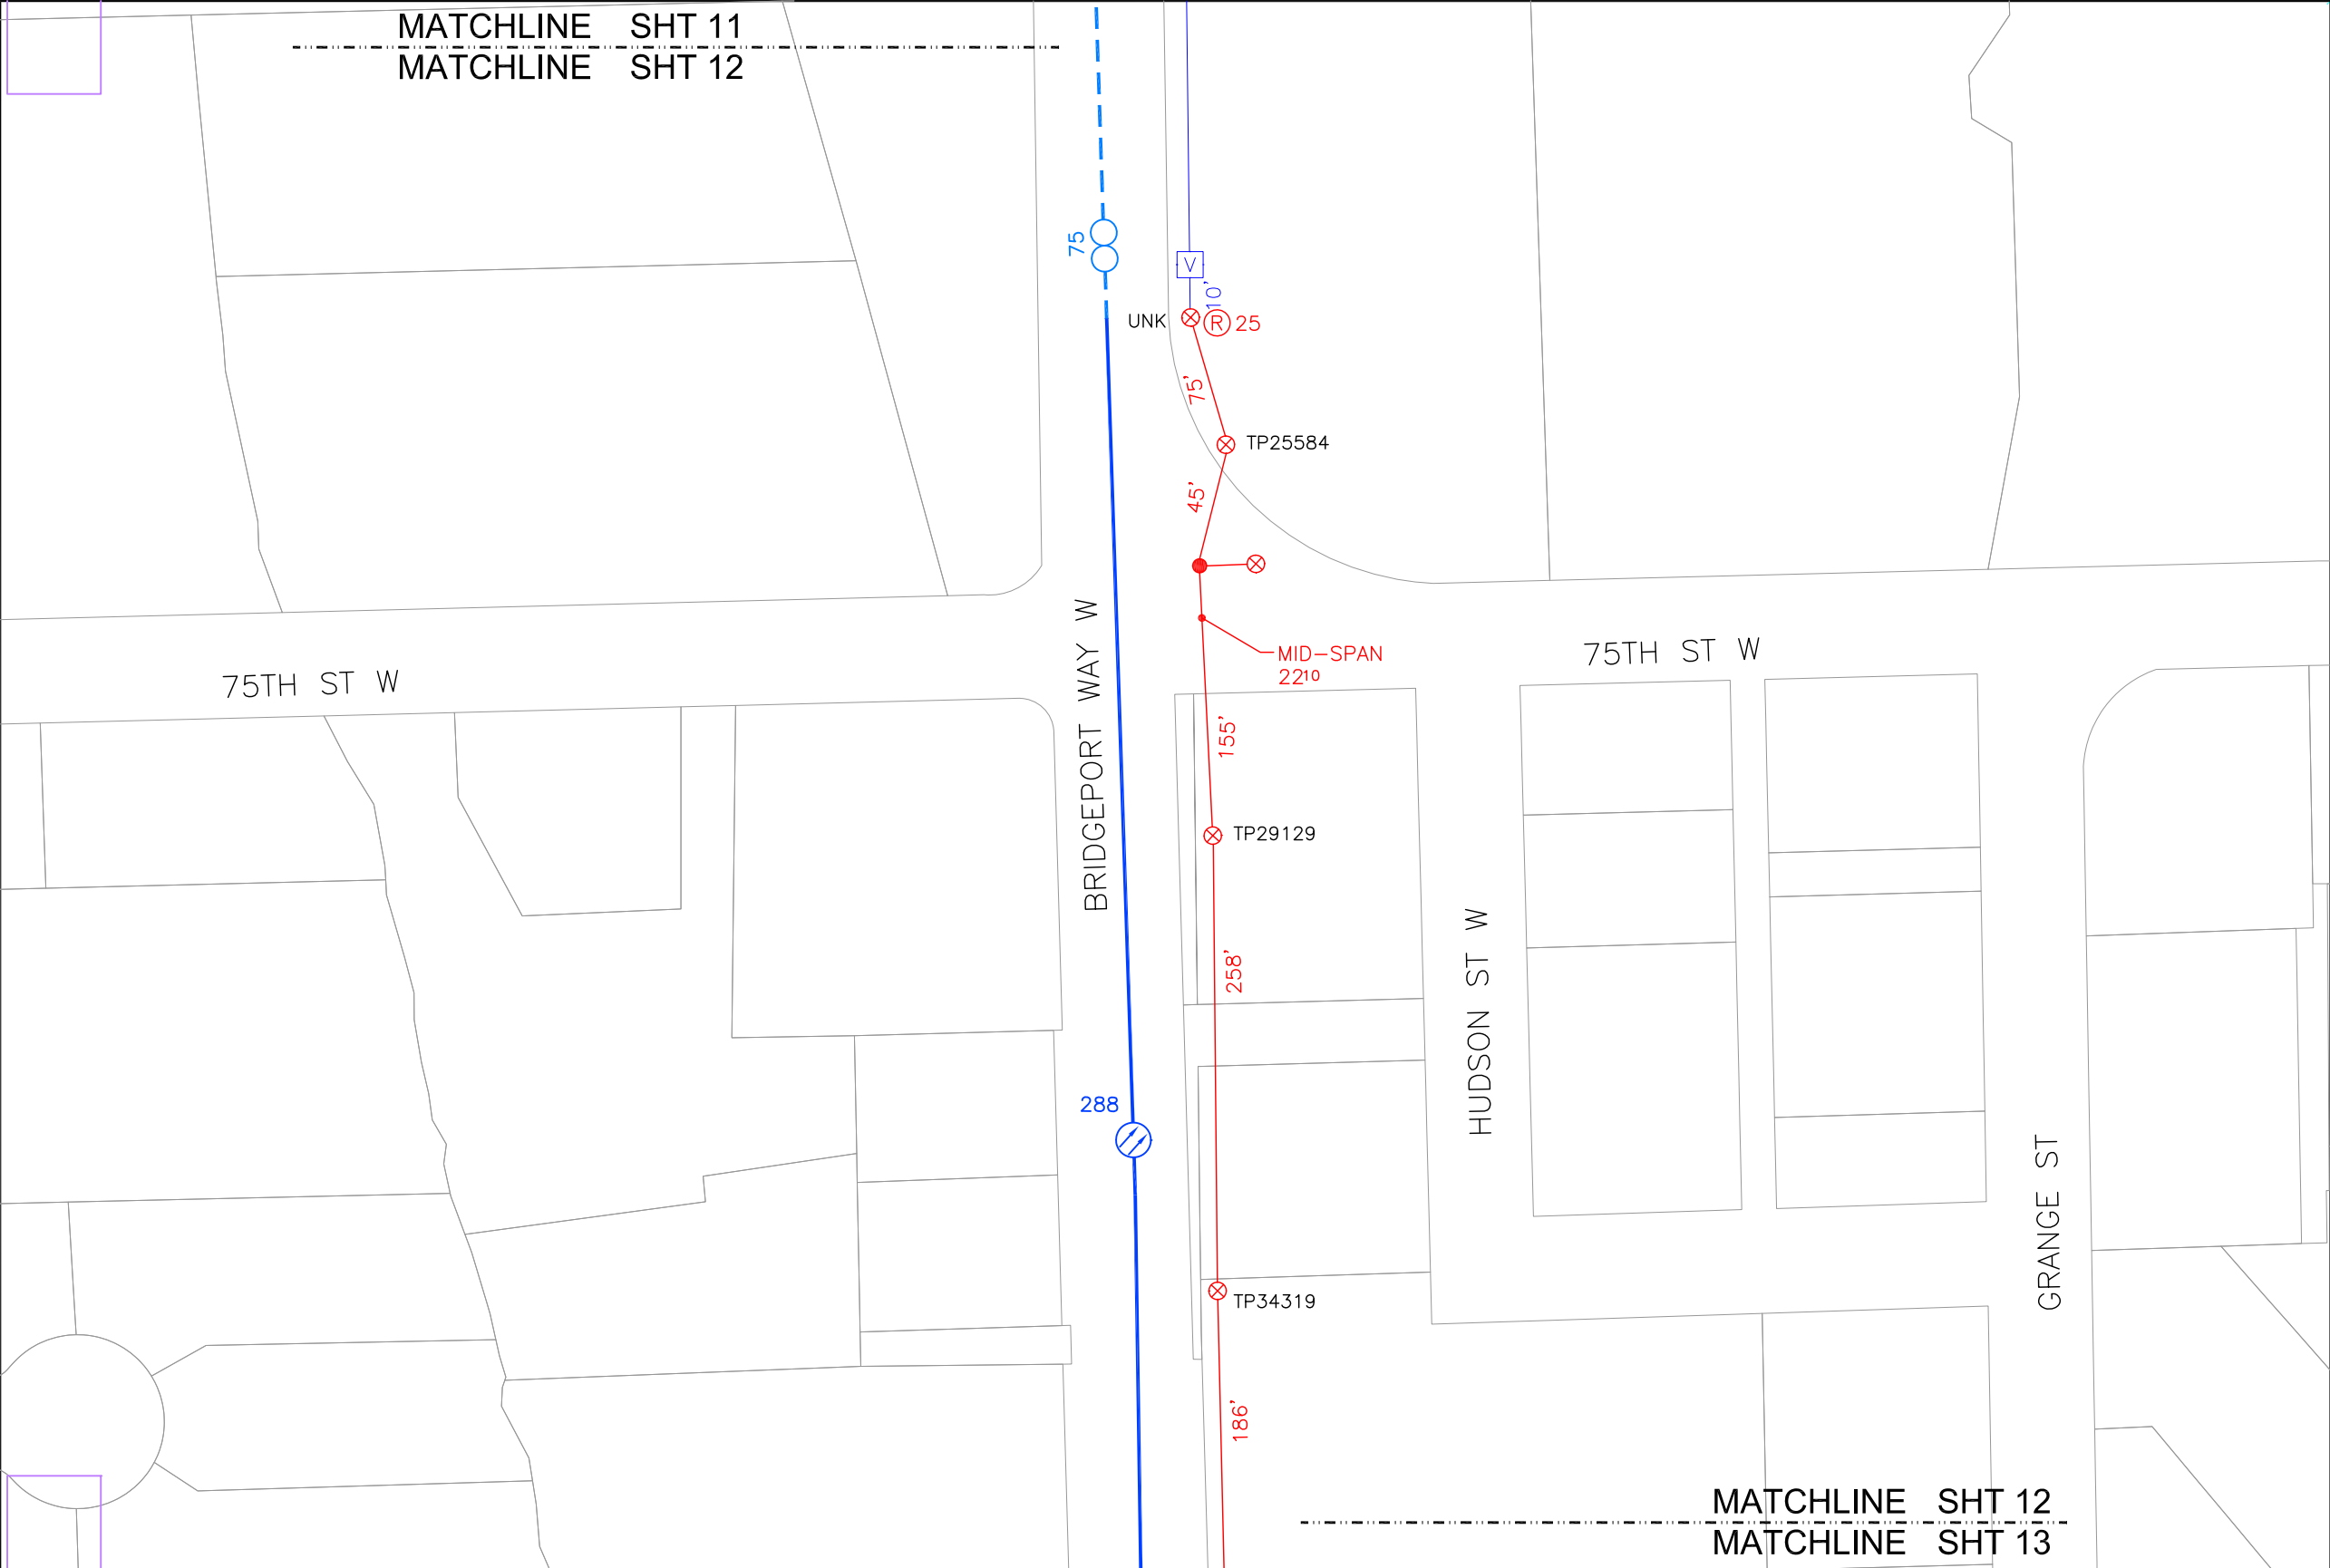 MATCHLINE SHT 11
MATCHLINE SHT 12
75
V
10'
UNK
R 25
75'
TP25584
45'
BRIDGEPORT WAY W
MID-SPAN
22¹⁰
75TH ST W
75TH ST W
155'
TP29129
258'
HUDSON ST W
288
GRANGE ST
TP34319
186'
MATCHLINE SHT 12
MATCHLINE SHT 13